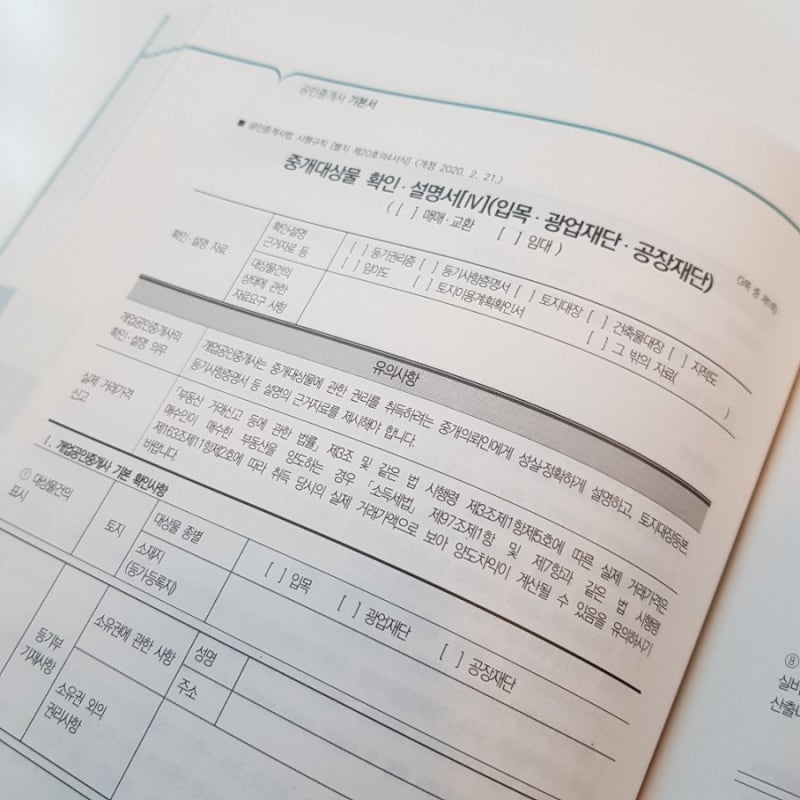 공인중개사 기본서
■ 공인중개사법 시행규칙 [별지 제20호의4서식] <개정 2020. 2. 21.>
중개대상물 확인·설명서[Ⅳ](입목·광업재단·공장재단)
( [ ] 매매·교환 [ ] 임대 )
(3쪽 중 제1쪽)
확인·설명 자료
확인·설명
근거자료 등
[ ] 등기권리증 [ ] 등기사항증명서 [ ] 토지대장 [ ] 건축물대장 [ ] 지적도
[ ] 임야도 [ ] 토지이용계획확인서 [ ] 그 밖의 자료( )
대상물건의
상태에 관한
자료요구 사항
유의사항
개업공인중개사의
확인·설명 의무
개업공인중개사는 중개대상물에 관한 권리를 취득하려는 중개의뢰인에게 성실·정확하게 설명하고, 토지대장등본
등기사항증명서 등 설명의 근거자료를 제시해야 합니다.
실제 거래가격
신고
「부동산 거래신고 등에 관한 법률」 제3조 및 같은 법 시행령 제3조제1항제5호에 따른 실제 거래가격은
매수인이 매수한 부동산을 양도하는 경우 「소득세법」 제97조제1항 및 제7항과 같은 법 시행령
제163조제11항제2호에 따라 취득 당시의 실제 거래가액으로 보아 양도차익이 계산될 수 있음을 유의하시기
바랍니다.
Ⅰ. 개업공인중개사 기본 확인사항
① 대상물건의
표시
토지
대상물 종별
[ ] 입목 [ ] 광업재단 [ ] 공장재단
소재지
(등기·등록지)
등기부
기재사항
소유권에 관한 사항
성명
주소
소유권 외의
권리사항
⑧
실비
산출내